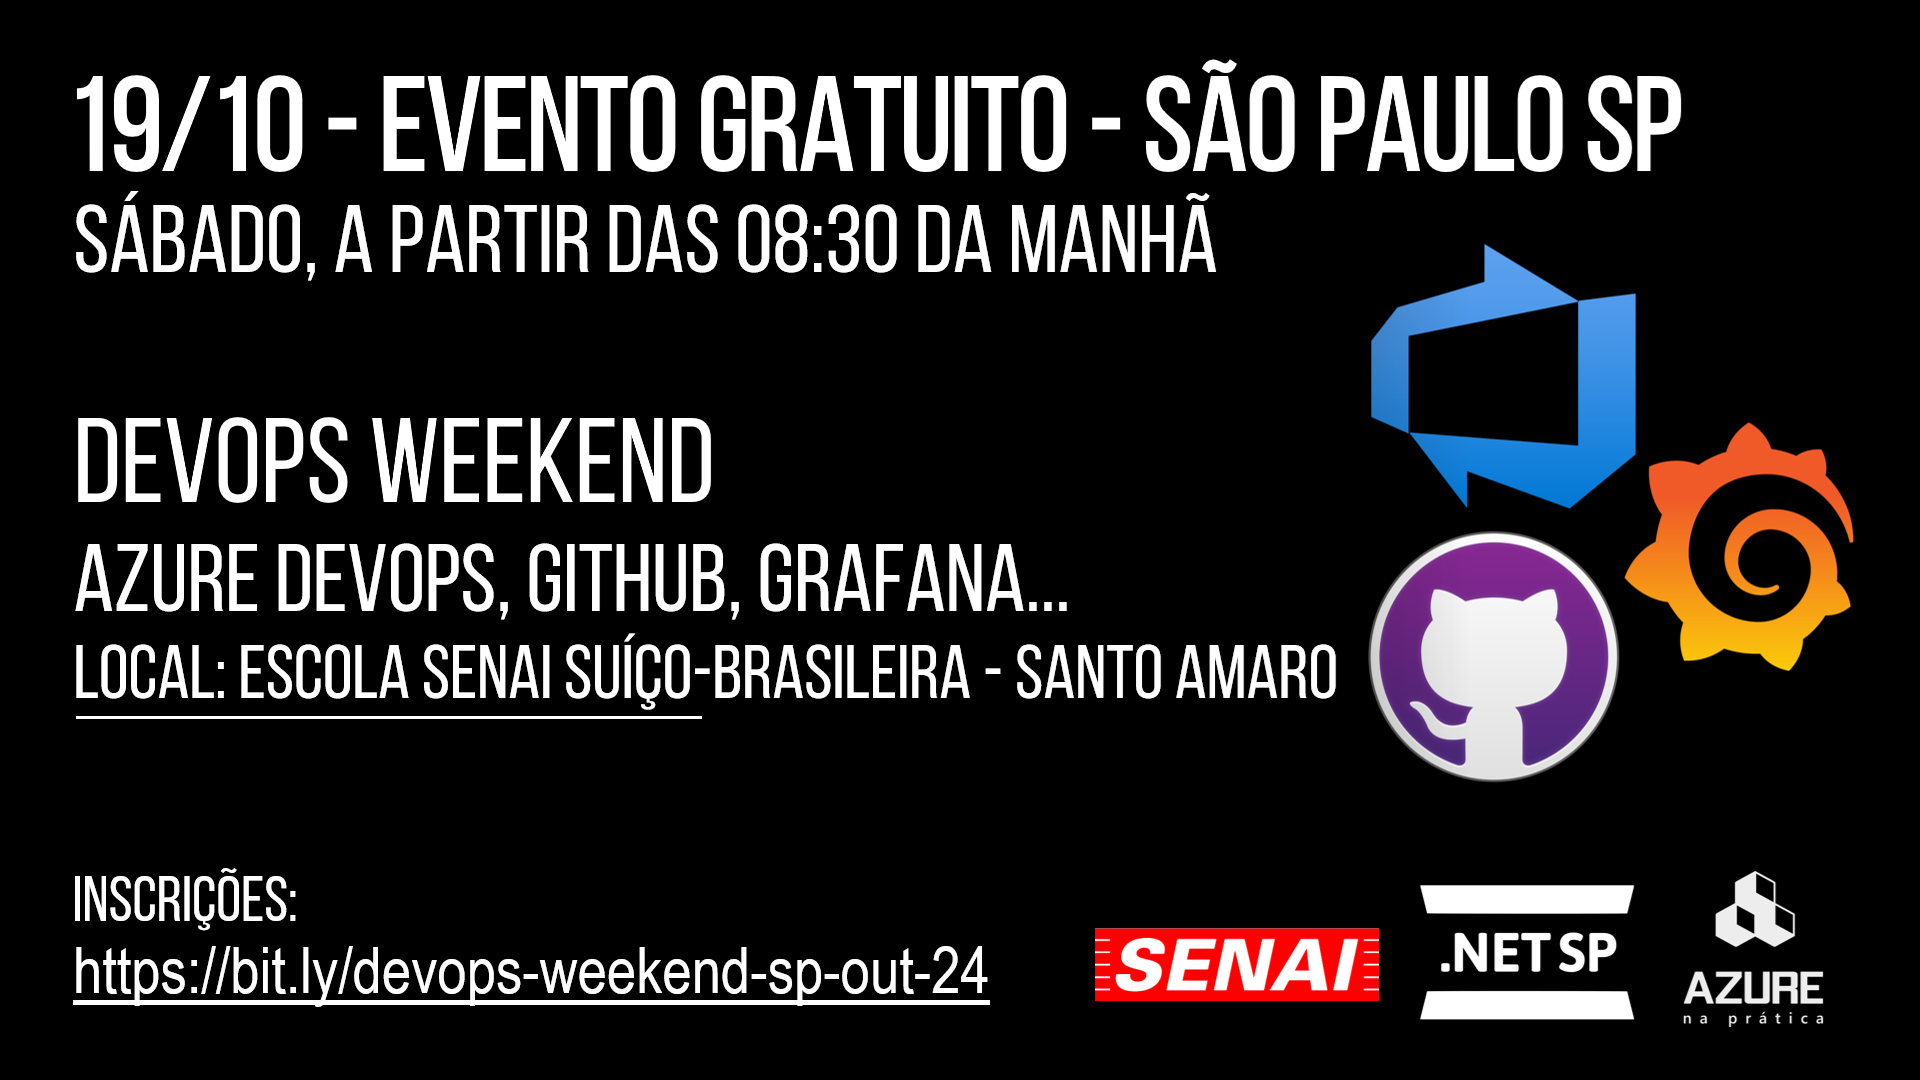 19/10 - EVENTO GRATUITO - SÃO PAULO SP
SÁBADO, A PARTIR DAS 08:30 DA MANHÃ
DEVOPS WEEKEND
AZURE DEVOPS, GITHUB, GRAFANA...
LOCAL: ESCOLA SENAI SUÍÇO-BRASILEIRA - SANTO AMARO
INSCRIÇÕES:
https://bit.ly/devops-weekend-sp-out-24
SENAI
.NET SP
AZURE
na prática